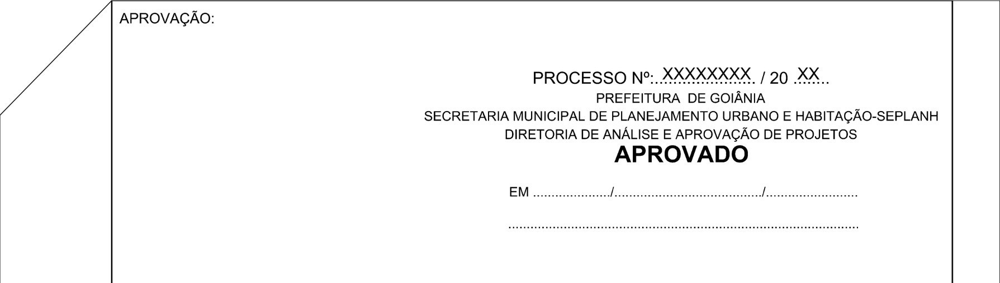 APROVAÇÃO:
PROCESSO Nº:..XXXXXXXX.. / 20 ..XX..
PREFEITURA DE GOIÂNIA
SECRETARIA MUNICIPAL DE PLANEJAMENTO URBANO E HABITAÇÃO-SEPLANH
DIRETORIA DE ANÁLISE E APROVAÇÃO DE PROJETOS
APROVADO
EM ...................../......................................../.........................
...............................................................................................